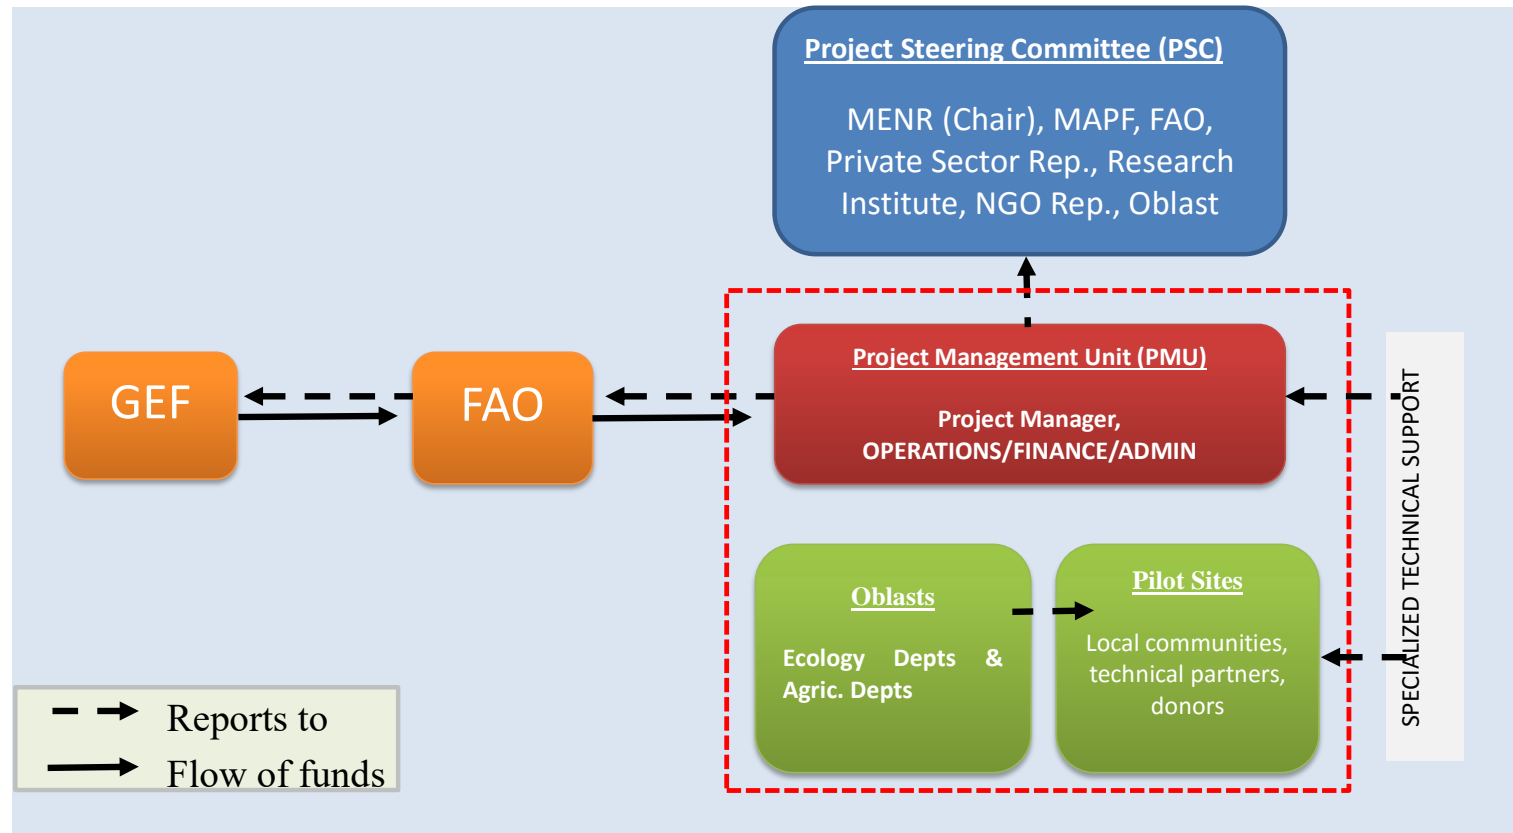 Project Steering Committee (PSC)
MENR (Chair), MAPF, FAO,
Private Sector Rep., Research
Institute, NGO Rep., Oblast
GEF
FAO
Project Management Unit (PMU)
Project Manager,
OPERATIONS/FINANCE/ADMIN
SPECIALIZED TECHNICAL SUPPORT
Oblasts
Ecology Depts &
Agric. Depts
Pilot Sites
Local communities,
technical partners,
donors
Reports to
Flow of funds